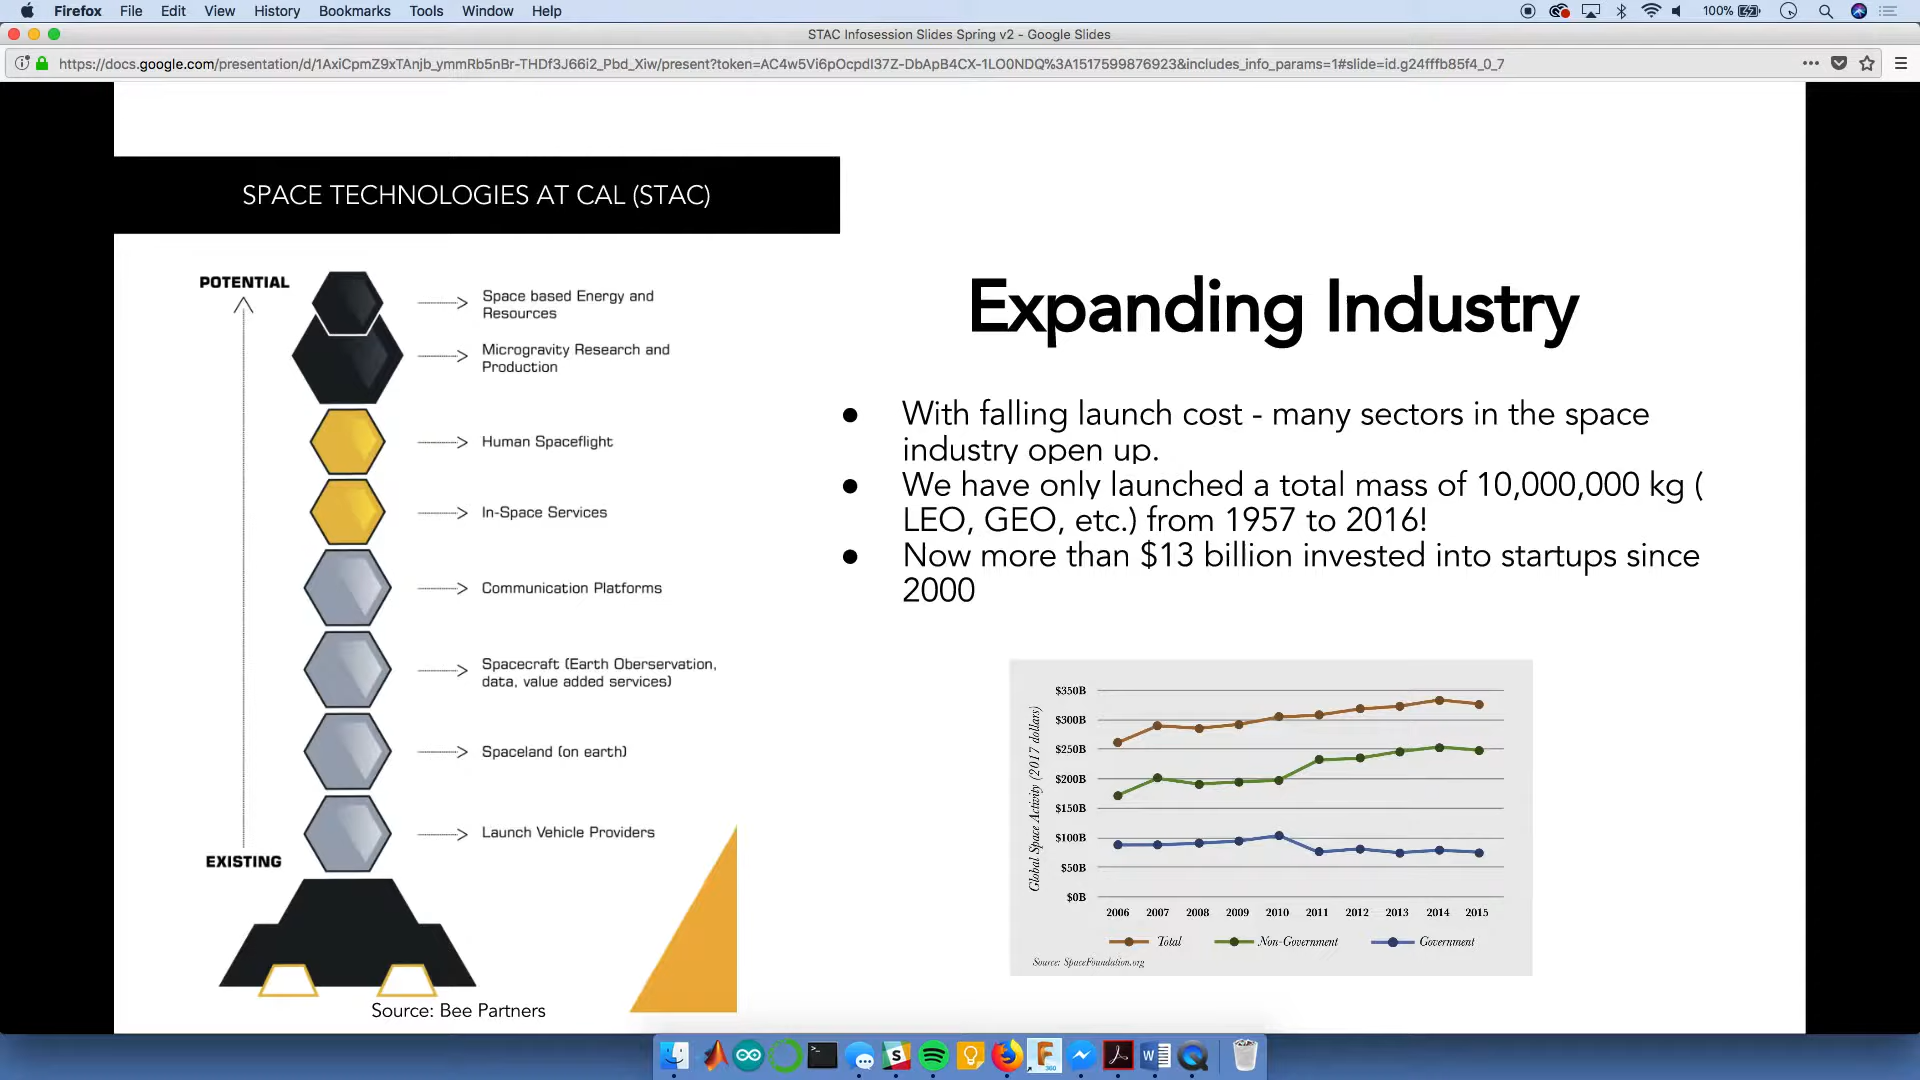 Firefox File Edit View History Bookmarks Tools Window Help 100%
STAC Infosession Slides Spring v2 - Google Slides
https://docs.google.com/presentation/d/1AxiCpmZ9xTAnjb_ymmRb5nBr-THDf3J66i2_Pbd_Xiw/present?token=AC4w5Vi6pOcpdI37Z-DbApB4CX-1LO0NDQ%3A1517599876923&includes_info_params=1#slide=id.g24fffb85f4_0_7
SPACE TECHNOLOGIES AT CAL (STAC)
POTENTIAL
Space based Energy and
Resources
Microgravity Research and
Production
Human Spaceflight
In-Space Services
Communication Platforms
Spacecraft (Earth Oberservation,
data, value added services)
Spaceland (on earth)
Launch Vehicle Providers
EXISTING
Source: Bee Partners
Expanding Industry
● With falling launch cost - many sectors in the space
industry open up.
● We have only launched a total mass of 10,000,000 kg (
LEO, GEO, etc.) from 1957 to 2016!
● Now more than $13 billion invested into startups since
2000
Global Space Activity (2017 dollars)
$350B
$300B
$250B
$200B
$150B
$100B
$50B
$0B
2006 2007 2008 2009 2010 2011 2012 2013 2014 2015
Total Non-Government Government
Source: SpaceFoundation.org